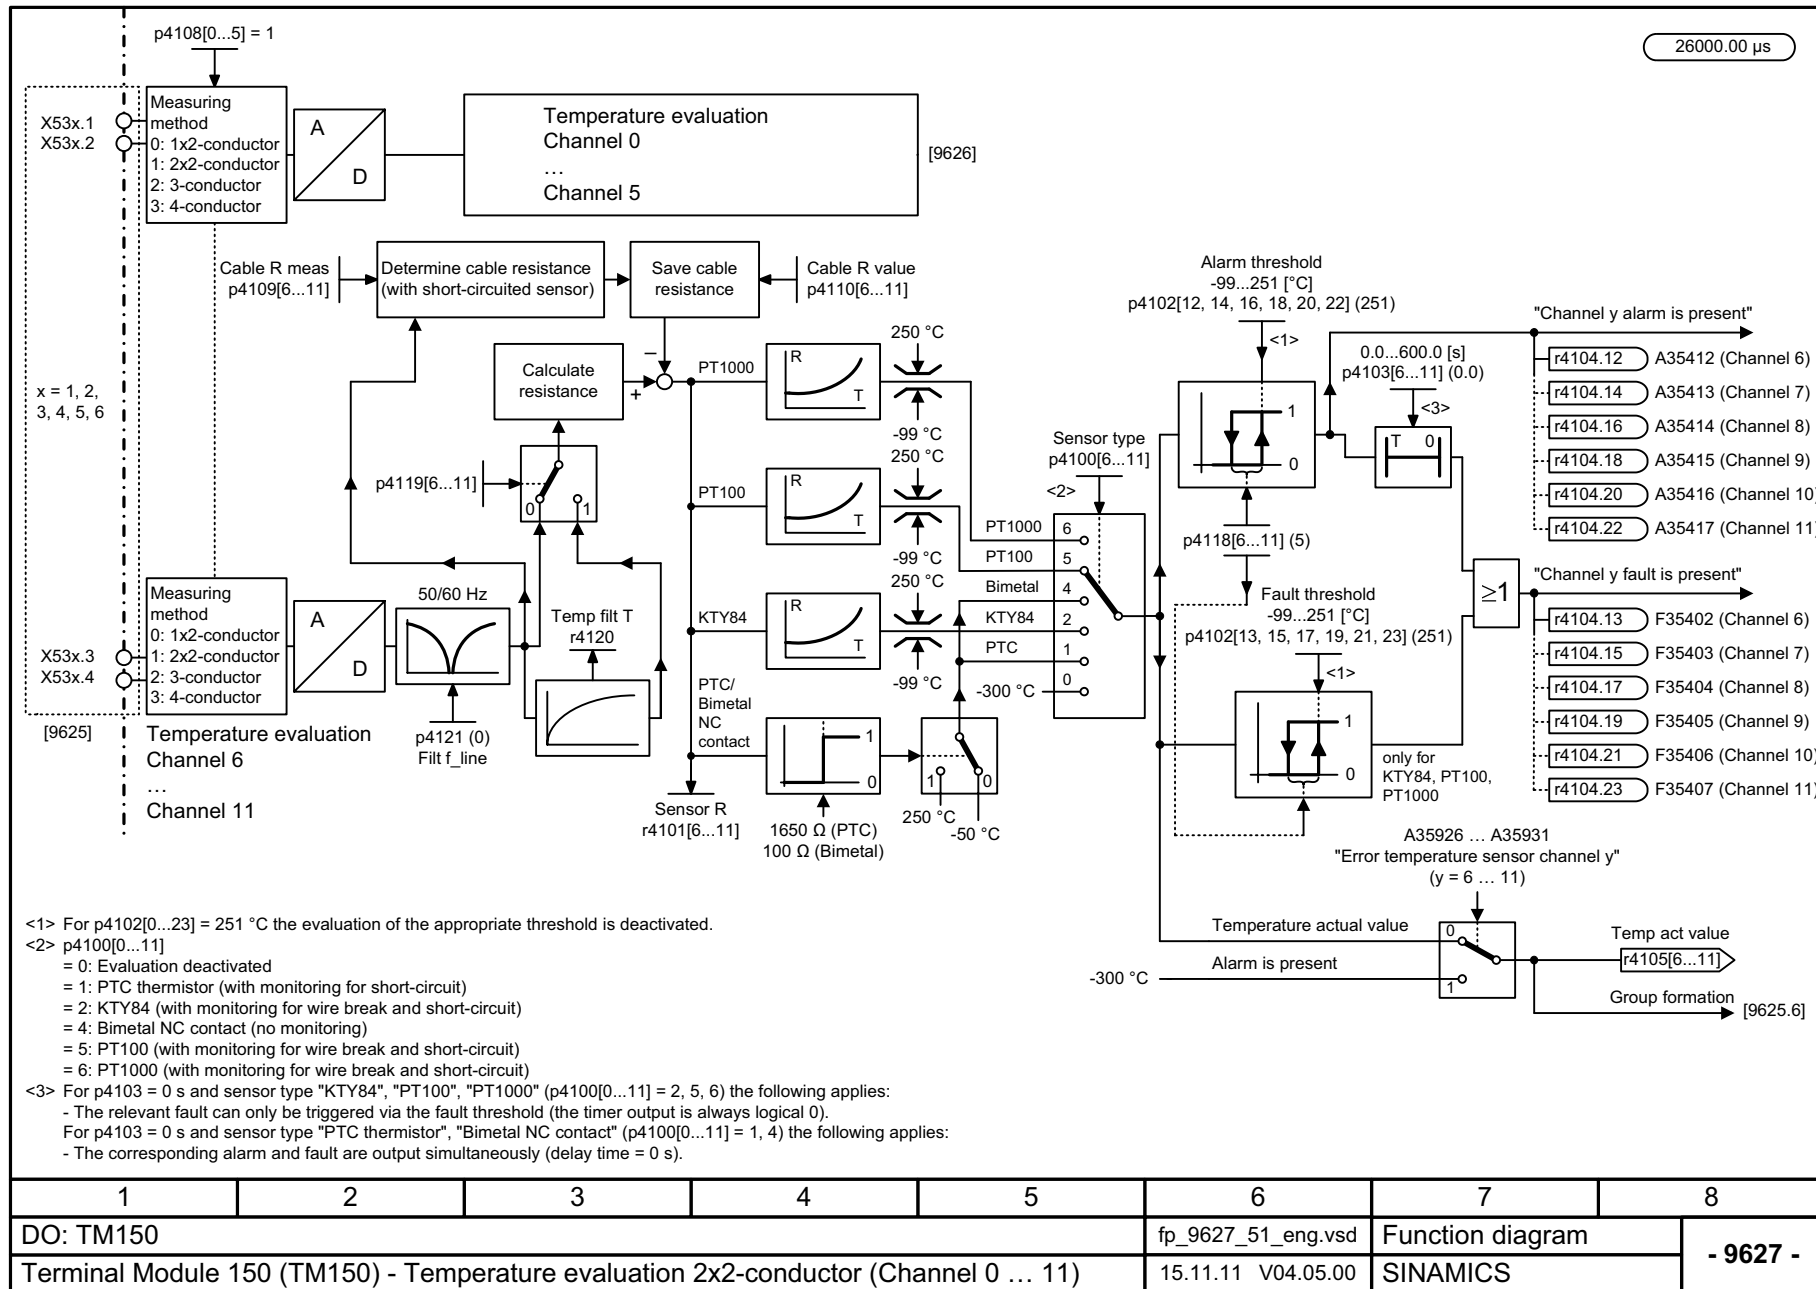 p4108[0...5] = 1
26000.00 µs
X53x.1
X53x.2
Measuring
method
0: 1x2-conductor
1: 2x2-conductor
2: 3-conductor
3: 4-conductor
A
D
Temperature evaluation
Channel 0
…
Channel 5
[9626]
Cable R meas
p4109[6...11]
Determine cable resistance
(with short-circuited sensor)
Save cable
resistance
Cable R value
p4110[6...11]
x = 1, 2,
3, 4, 5, 6
Calculate
resistance
–
+
p4119[6...11]
0
1
PT1000
R
T
250 °C
-99 °C
PT100
R
T
250 °C
-99 °C
KTY84
R
T
250 °C
-99 °C
PTC/
Bimetal
NC
contact
1
0
1650 Ω (PTC)
100 Ω (Bimetal)
1
0
250 °C
-50 °C
Sensor R
r4101[6...11]
X53x.3
X53x.4
[9625]
Measuring
method
0: 1x2-conductor
1: 2x2-conductor
2: 3-conductor
3: 4-conductor
A
D
50/60 Hz
p4121 (0)
Filt f_line
Temp filt T
r4120
Temperature evaluation
Channel 6
…
Channel 11
Sensor type
p4100[6...11]
<2>
PT1000
6
PT100
5
Bimetal
4
KTY84
2
PTC
1
-300 °C
0
Alarm threshold
-99...251 [°C]
p4102[12, 14, 16, 18, 20, 22] (251)
<1>
1
0
p4118[6...11] (5)
0.0...600.0 [s]
p4103[6...11] (0.0)
<3>
T
0
Fault threshold
-99...251 [°C]
p4102[13, 15, 17, 19, 21, 23] (251)
<1>
1
0
only for
KTY84, PT100,
PT1000
≥1
"Channel y alarm is present"
r4104.12 A35412 (Channel 6)
r4104.14 A35413 (Channel 7)
r4104.16 A35414 (Channel 8)
r4104.18 A35415 (Channel 9)
r4104.20 A35416 (Channel 10)
r4104.22 A35417 (Channel 11)
"Channel y fault is present"
r4104.13 F35402 (Channel 6)
r4104.15 F35403 (Channel 7)
r4104.17 F35404 (Channel 8)
r4104.19 F35405 (Channel 9)
r4104.21 F35406 (Channel 10)
r4104.23 F35407 (Channel 11)
A35926 … A35931
"Error temperature sensor channel y"
(y = 6 … 11)
Temperature actual value
0
-300 °C
Alarm is present
1
Temp act value
r4105[6...11]
Group formation
[9625.6]
<1> For p4102[0...23] = 251 °C the evaluation of the appropriate threshold is deactivated.
<2> p4100[0...11]
= 0: Evaluation deactivated
= 1: PTC thermistor (with monitoring for short-circuit)
= 2: KTY84 (with monitoring for wire break and short-circuit)
= 4: Bimetal NC contact (no monitoring)
= 5: PT100 (with monitoring for wire break and short-circuit)
= 6: PT1000 (with monitoring for wire break and short-circuit)
<3> For p4103 = 0 s and sensor type "KTY84", "PT100", "PT1000" (p4100[0...11] = 2, 5, 6) the following applies:
- The relevant fault can only be triggered via the fault threshold (the timer output is always logical 0).
For p4103 = 0 s and sensor type "PTC thermistor", "Bimetal NC contact" (p4100[0...11] = 1, 4) the following applies:
- The corresponding alarm and fault are output simultaneously (delay time = 0 s).
1 2 3 4 5 6 7 8
DO: TM150
fp_9627_51_eng.vsd
Function diagram
- 9627 -
Terminal Module 150 (TM150) - Temperature evaluation 2x2-conductor (Channel 0 … 11)
15.11.11 V04.05.00
SINAMICS